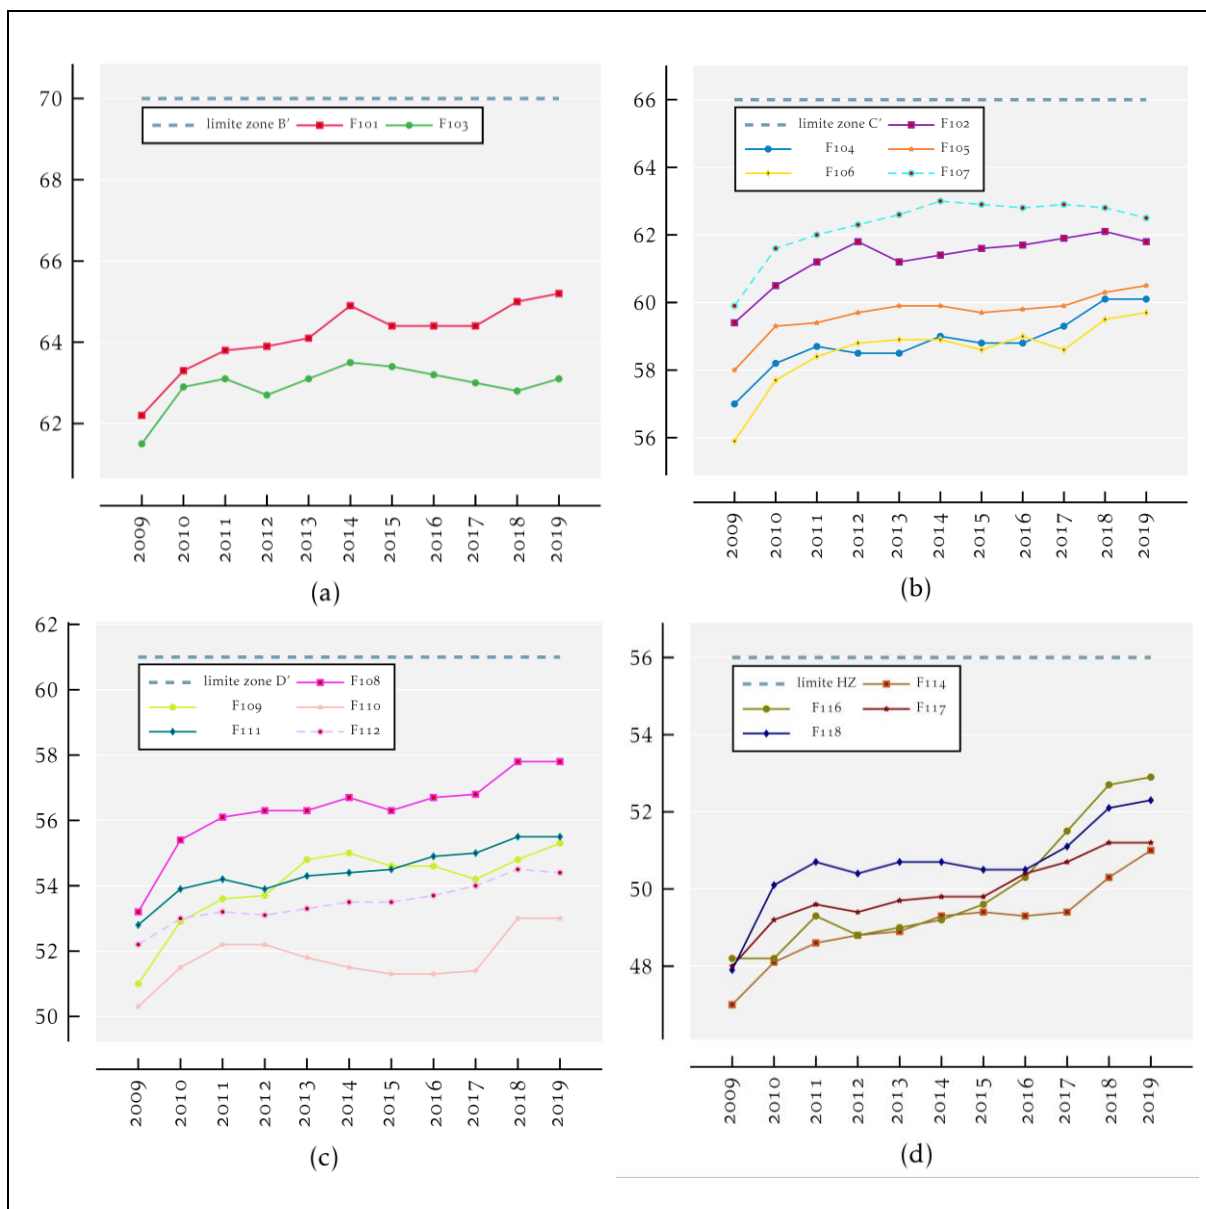 70
68
66
64
62
limite zone B′ F101 F103
2009 2010 2011 2012 2013 2014 2015 2016 2017 2018 2019
(a)
66
64
62
60
58
56
limite zone C′ F102
F104 F105
F106 F107
2009 2010 2011 2012 2013 2014 2015 2016 2017 2018 2019
(b)
62
60
58
56
54
52
50
limite zone D′ F108
F109 F110
F111 F112
2009 2010 2011 2012 2013 2014 2015 2016 2017 2018 2019
(c)
56
54
52
50
48
limite HZ F114
F116 F117
F118
2009 2010 2011 2012 2013 2014 2015 2016 2017 2018 2019
(d)